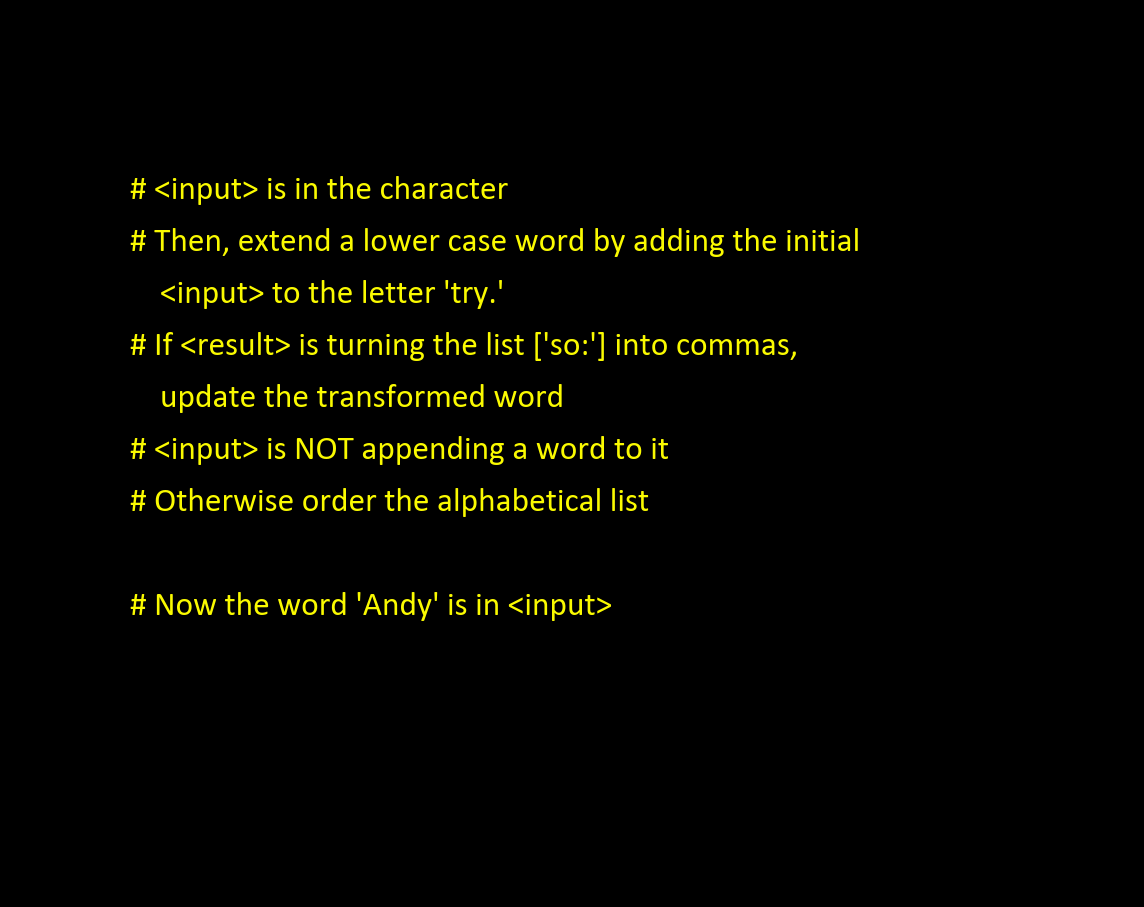 # <input> is in the character
# Then, extend a lower case word by adding the initial
<input> to the letter 'try.'
# If <result> is turning the list ['so:'] into commas,
update the transformed word
# <input> is NOT appending a word to it
# Otherwise order the alphabetical list
# Now the word 'Andy' is in <input>